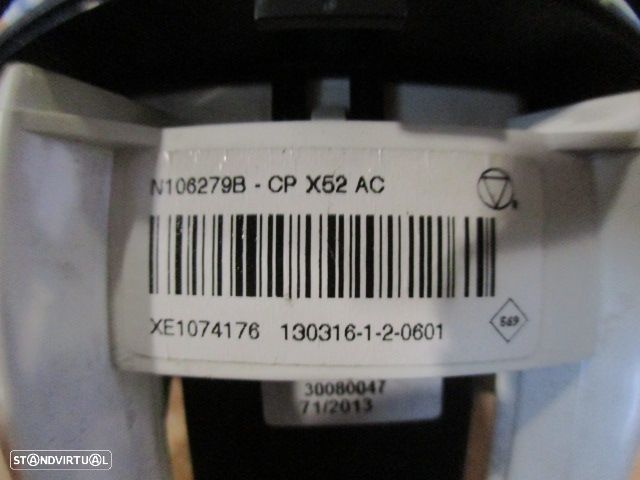 N106279B - CP X52 AC
XE1074176 130316-1-2-0601
569
30080047
71/2013
STANDVIRTUAL